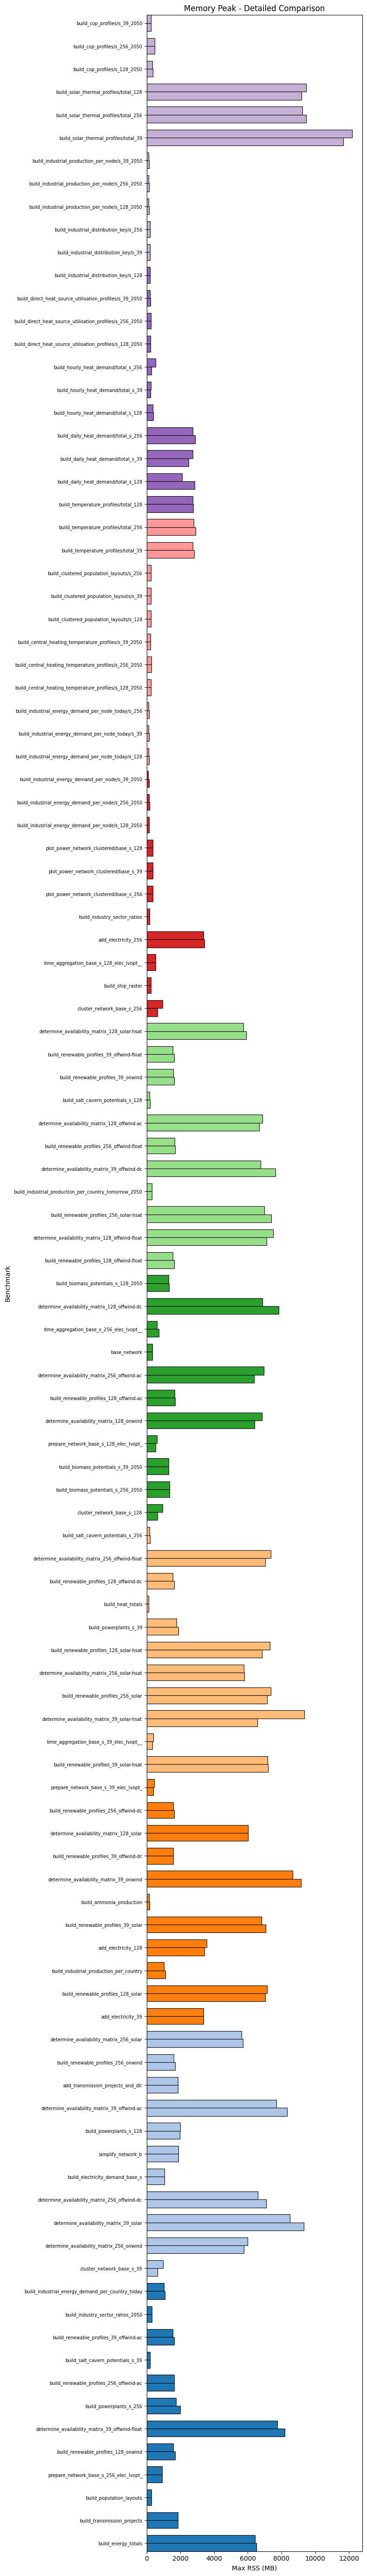 Memory Peak - Detailed Comparison
build_cop_profiles/s_39_2050
build_cop_profiles/s_256_2050
build_cop_profiles/s_128_2050
build_solar_thermal_profiles/total_128
build_solar_thermal_profiles/total_256
build_solar_thermal_profiles/total_39
build_industrial_production_per_node/s_39_2050
build_industrial_production_per_node/s_256_2050
build_industrial_production_per_node/s_128_2050
build_industrial_distribution_key/s_256
build_industrial_distribution_key/s_39
build_industrial_distribution_key/s_128
build_direct_heat_source_utilisation_profiles/s_39_2050
build_direct_heat_source_utilisation_profiles/s_256_2050
build_direct_heat_source_utilisation_profiles/s_128_2050
build_hourly_heat_demand/total_s_256
build_hourly_heat_demand/total_s_39
build_hourly_heat_demand/total_s_128
build_daily_heat_demand/total_s_256
build_daily_heat_demand/total_s_39
build_daily_heat_demand/total_s_128
build_temperature_profiles/total_128
build_temperature_profiles/total_256
build_temperature_profiles/total_39
build_clustered_population_layouts/s_256
build_clustered_population_layouts/s_39
build_clustered_population_layouts/s_128
build_central_heating_temperature_profiles/s_39_2050
build_central_heating_temperature_profiles/s_256_2050
build_central_heating_temperature_profiles/s_128_2050
build_industrial_energy_demand_per_node_today/s_256
build_industrial_energy_demand_per_node_today/s_39
build_industrial_energy_demand_per_node_today/s_128
build_industrial_energy_demand_per_node/s_39_2050
build_industrial_energy_demand_per_node/s_256_2050
build_industrial_energy_demand_per_node/s_128_2050
plot_power_network_clustered/base_s_128
plot_power_network_clustered/base_s_39
plot_power_network_clustered/base_s_256
build_industry_sector_ratios
add_electricity_256
time_aggregation_base_s_128_elec_lvopt__
build_ship_raster
cluster_network_base_s_256
determine_availability_matrix_128_solar-hsat
build_renewable_profiles_39_offwind-float
build_renewable_profiles_39_onwind
build_salt_cavern_potentials_s_128
determine_availability_matrix_128_offwind-ac
build_renewable_profiles_256_offwind-float
determine_availability_matrix_39_offwind-dc
build_industrial_production_per_country_tomorrow_2050
build_renewable_profiles_256_solar-hsat
determine_availability_matrix_128_offwind-float
build_renewable_profiles_128_offwind-float
build_biomass_potentials_s_128_2050
determine_availability_matrix_128_offwind-dc
time_aggregation_base_s_256_elec_lvopt__
base_network
determine_availability_matrix_256_offwind-ac
build_renewable_profiles_128_offwind-ac
determine_availability_matrix_128_onwind
prepare_network_base_s_128_elec_lvopt_
build_biomass_potentials_s_39_2050
build_biomass_potentials_s_256_2050
cluster_network_base_s_128
build_salt_cavern_potentials_s_256
determine_availability_matrix_256_offwind-float
build_renewable_profiles_128_offwind-dc
build_heat_totals
build_powerplants_s_39
build_renewable_profiles_128_solar-hsat
determine_availability_matrix_256_solar-hsat
build_renewable_profiles_256_solar
determine_availability_matrix_39_solar-hsat
time_aggregation_base_s_39_elec_lvopt__
build_renewable_profiles_39_solar-hsat
prepare_network_base_s_39_elec_lvopt_
build_renewable_profiles_256_offwind-dc
determine_availability_matrix_128_solar
build_renewable_profiles_39_offwind-dc
determine_availability_matrix_39_onwind
build_ammonia_production
build_renewable_profiles_39_solar
add_electricity_128
build_industrial_production_per_country
build_renewable_profiles_128_solar
add_electricity_39
determine_availability_matrix_256_solar
build_renewable_profiles_256_onwind
add_transmission_projects_and_dlr
determine_availability_matrix_39_offwind-ac
build_powerplants_s_128
simplify_network_b
build_electricity_demand_base_s
determine_availability_matrix_256_offwind-dc
determine_availability_matrix_39_solar
determine_availability_matrix_256_onwind
cluster_network_base_s_39
build_industrial_energy_demand_per_country_today
build_industry_sector_ratios_2050
build_renewable_profiles_39_offwind-ac
build_salt_cavern_potentials_s_39
build_renewable_profiles_256_offwind-ac
build_powerplants_s_256
determine_availability_matrix_39_offwind-float
build_renewable_profiles_128_onwind
prepare_network_base_s_256_elec_lvopt_
build_population_layouts
build_transmission_projects
build_energy_totals
Benchmark
0 2000 4000 6000 8000 10000 12000
Max RSS (MB)